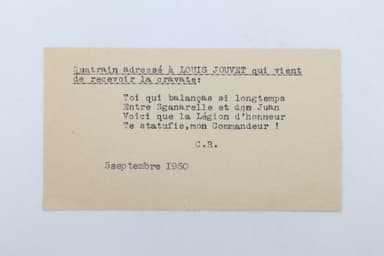 Quatrain adressé à LOUIS JOUVET qui vient
de recevoir la cravate:
Toi qui balanças si longtemps
Entre Sganarelle et don Juan
Voici que la Légion d'honneur
Te statufie,mon Commandeur !
C.R.
5septembre 1950